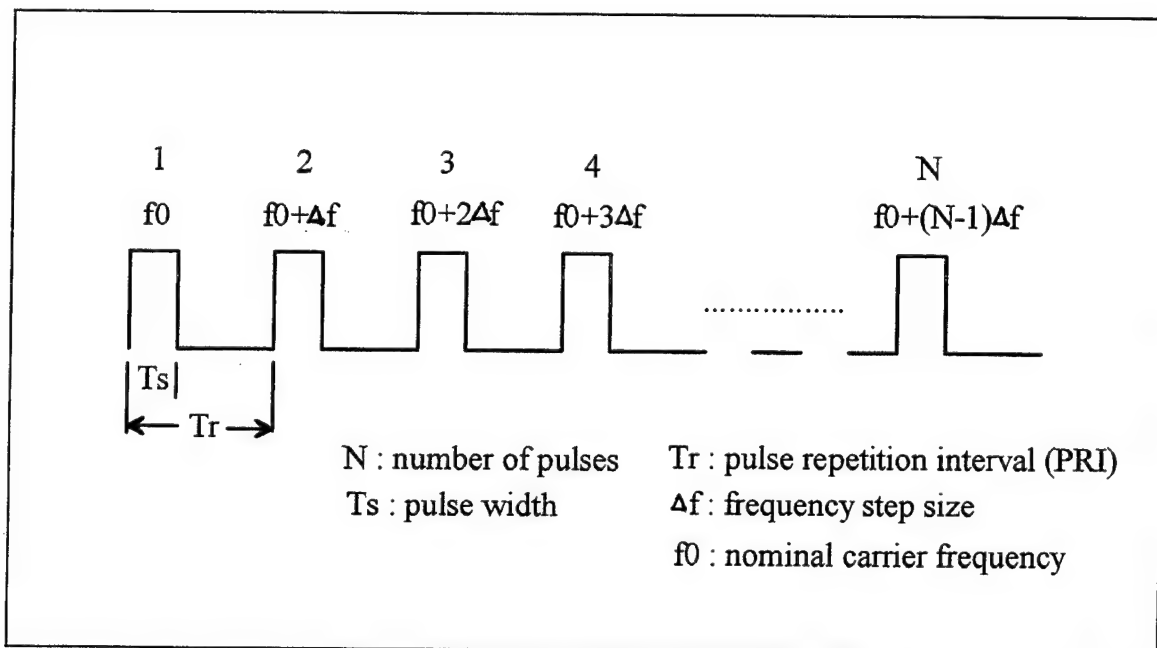 1 2 3 4 N
f0 f0+Δf f0+2Δf f0+3Δf f0+(N-1)Δf
....................
Ts
Tr
N : number of pulses Tr : pulse repetition interval (PRI)
Ts : pulse width Δf : frequency step size
f0 : nominal carrier frequency